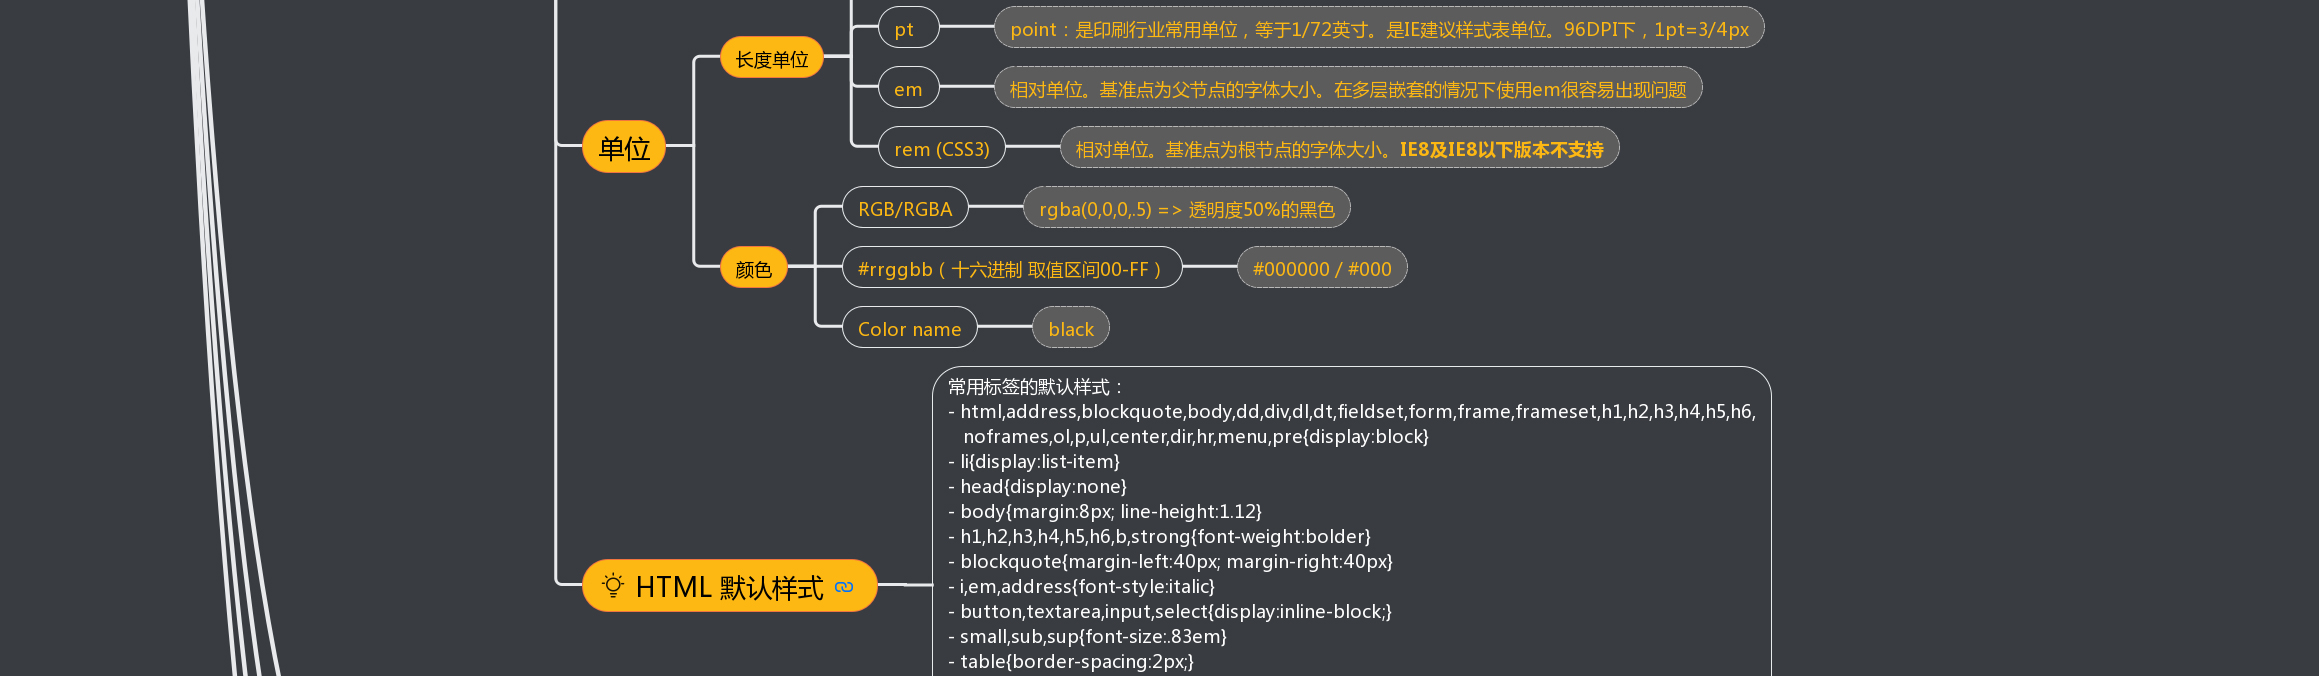 pt
point：是印刷行业常用单位，等于1/72英寸。是IE建议样式表单位。96DPI下，1pt=3/4px
长度单位
em
相对单位。基准点为父节点的字体大小。在多层嵌套的情况下使用em很容易出现问题
单位
rem (CSS3)
相对单位。基准点为根节点的字体大小。IE8及IE8以下版本不支持
RGB/RGBA
rgba(0,0,0,.5) => 透明度50%的黑色
颜色
#rrggbb（十六进制 取值区间00-FF）
#000000 / #000
Color name
black
HTML 默认样式
常用标签的默认样式：
- html,address,blockquote,body,dd,div,dl,dt,fieldset,form,frame,frameset,h1,h2,h3,h4,h5,h6,
noframes,ol,p,ul,center,dir,hr,menu,pre{display:block}
- li{display:list-item}
- head{display:none}
- body{margin:8px; line-height:1.12}
- h1,h2,h3,h4,h5,h6,b,strong{font-weight:bolder}
- blockquote{margin-left:40px; margin-right:40px}
- i,em,address{font-style:italic}
- button,textarea,input,select{display:inline-block;}
- small,sub,sup{font-size:.83em}
- table{border-spacing:2px;}